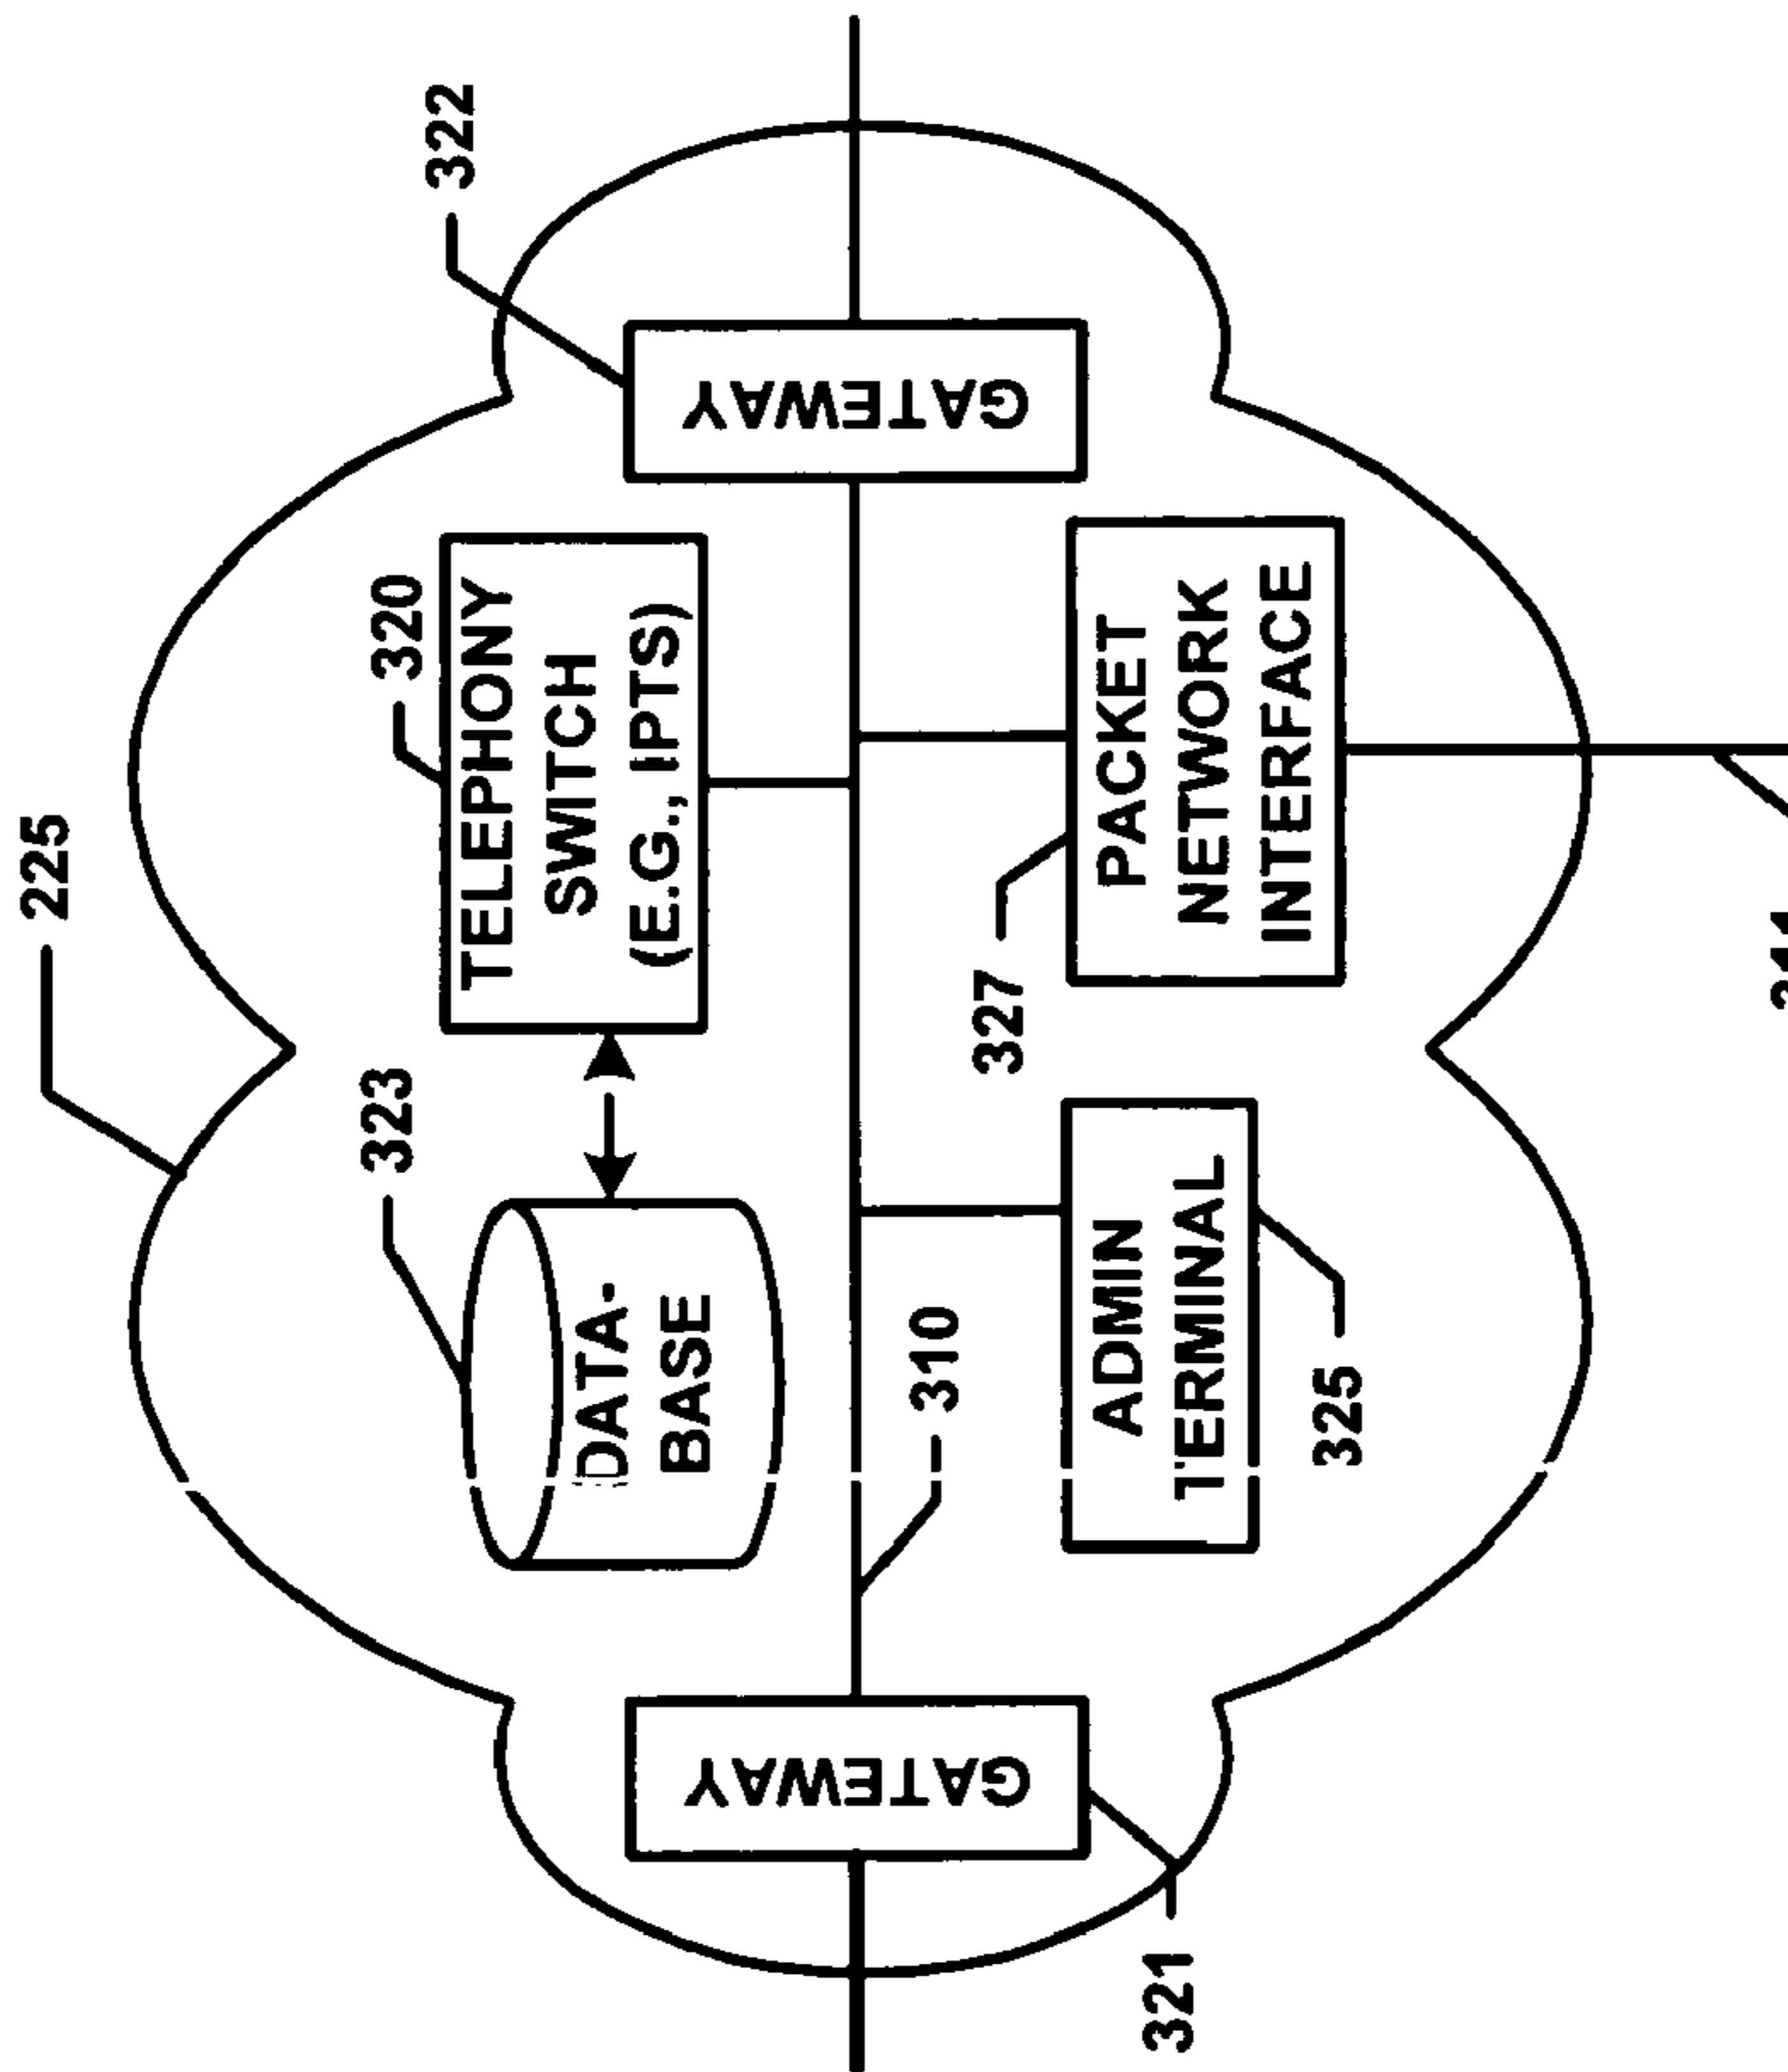 225
323
320
322
TELEPHONY
SWITCH
(E.G., IPTS)
DATA-
BASE
GATEWAY
GATEWAY
310
327
ADMIN
TERMINAL
PACKET
NETWORK
INTERFACE
321
325